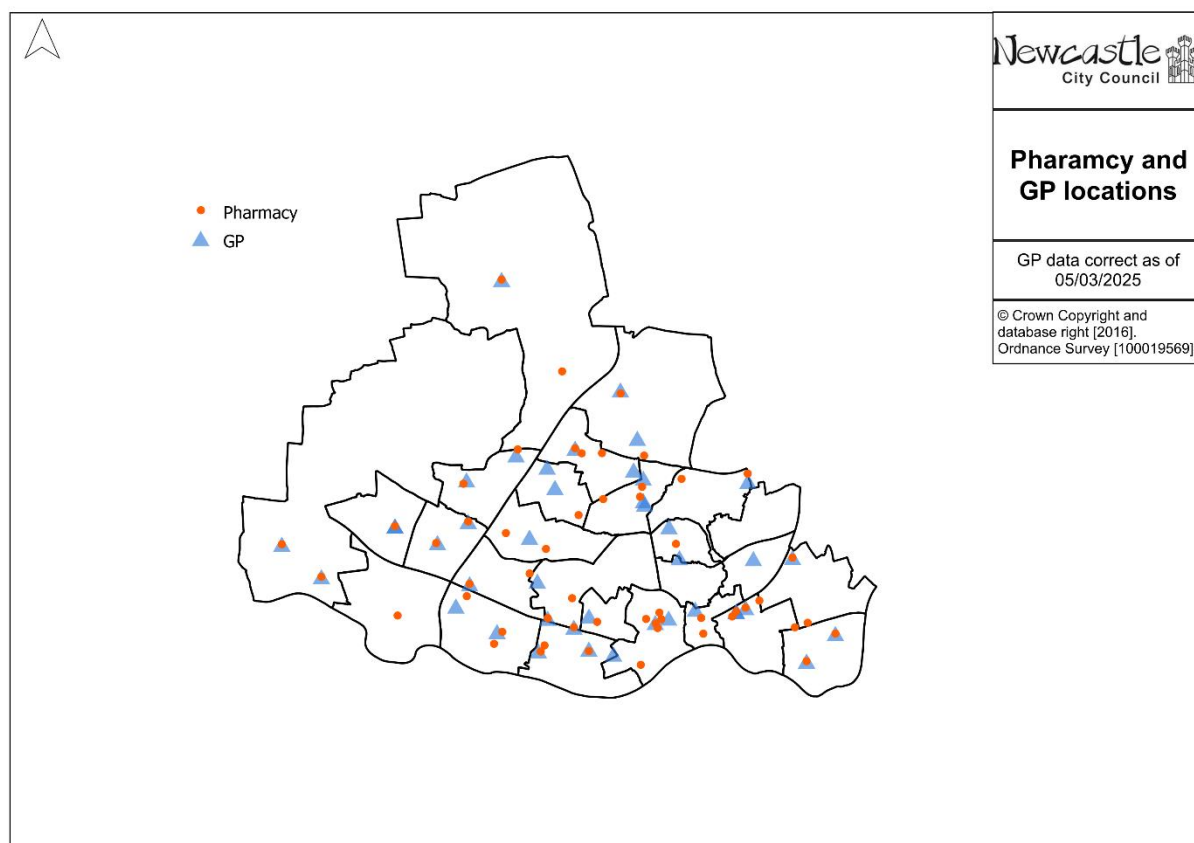 Pharmacy
GP
Newcastle
City Council
Pharamcy and
GP locations
GP data correct as of
05/03/2025
© Crown Copyright and
database right [2016].
Ordnance Survey [100019569]